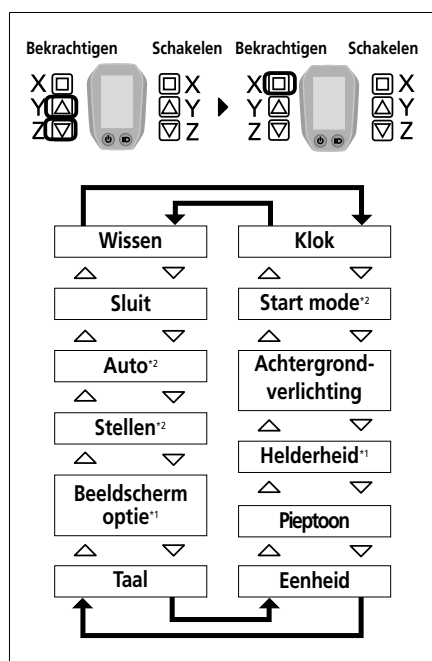 Bekrachtigen Schakelen Bekrachtigen Schakelen
X X X X
Y Y Y Y
Z Z Z Z
Wissen
Sluit
Auto*2
Stellen*2
Beeldscherm
optie*1
Taal
Klok
Start mode*2
Achtergrond-
verlichting
Helderheid*1
Pieptoon
Eenheid